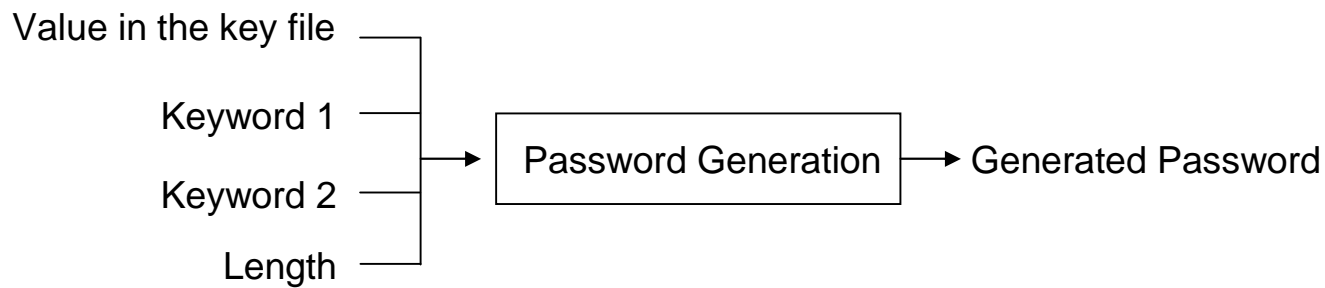 Value in the key file
Keyword 1
Password Generation
Generated Password
Keyword 2
Length